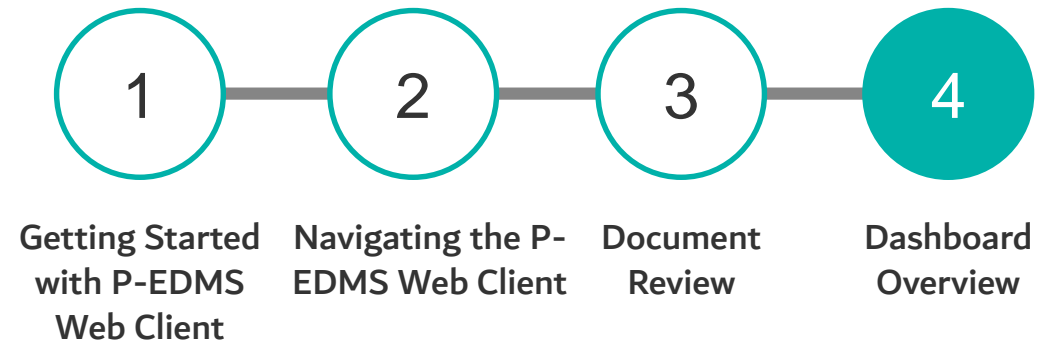 1
2
3
4
Getting Started
with P-EDMS
Web Client
Navigating the P-
EDMS Web Client
Document
Review
Dashboard
Overview